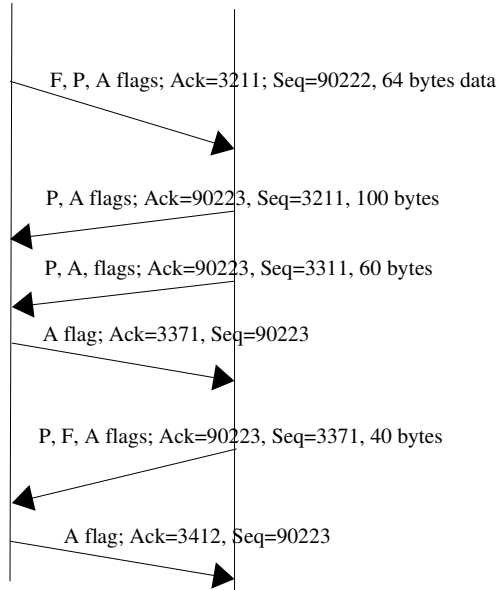 F, P, A flags; Ack=3211; Seq=90222, 64 bytes data
P, A flags; Ack=90223, Seq=3211, 100 bytes
P, A, flags; Ack=90223, Seq=3311, 60 bytes
A flag; Ack=3371, Seq=90223
P, F, A flags; Ack=90223, Seq=3371, 40 bytes
A flag; Ack=3412, Seq=90223